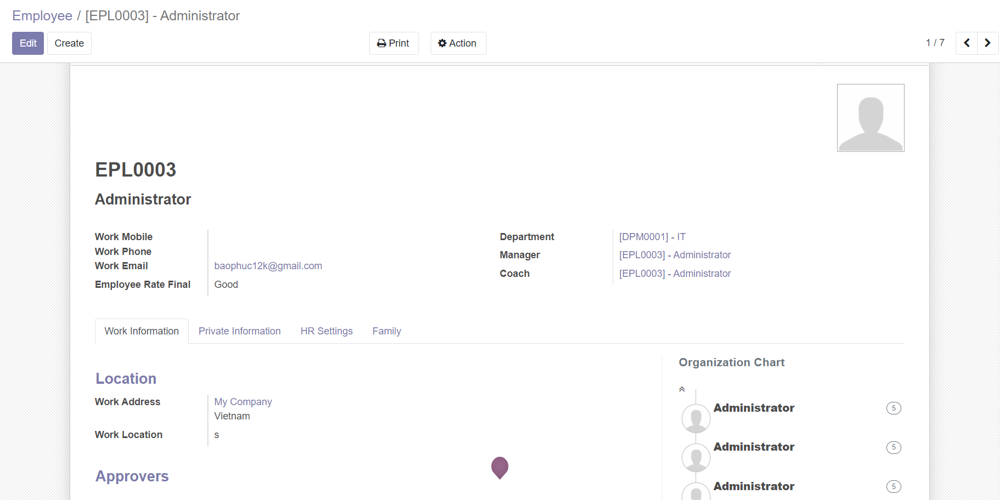 Employee / [EPL0003] - Administrator
Edit Create Print Action 1 / 7
EPL0003
Administrator
Work Mobile
Work Phone
Work Email baophuc12k@gmail.com
Employee Rate Final Good
Department [DPM0001] - IT
Manager [EPL0003] - Administrator
Coach [EPL0003] - Administrator
Work Information Private Information HR Settings Family
Location
Work Address My Company
Vietnam
Work Location s
Approvers
Organization Chart
Administrator 5
Administrator 5
Administrator 5